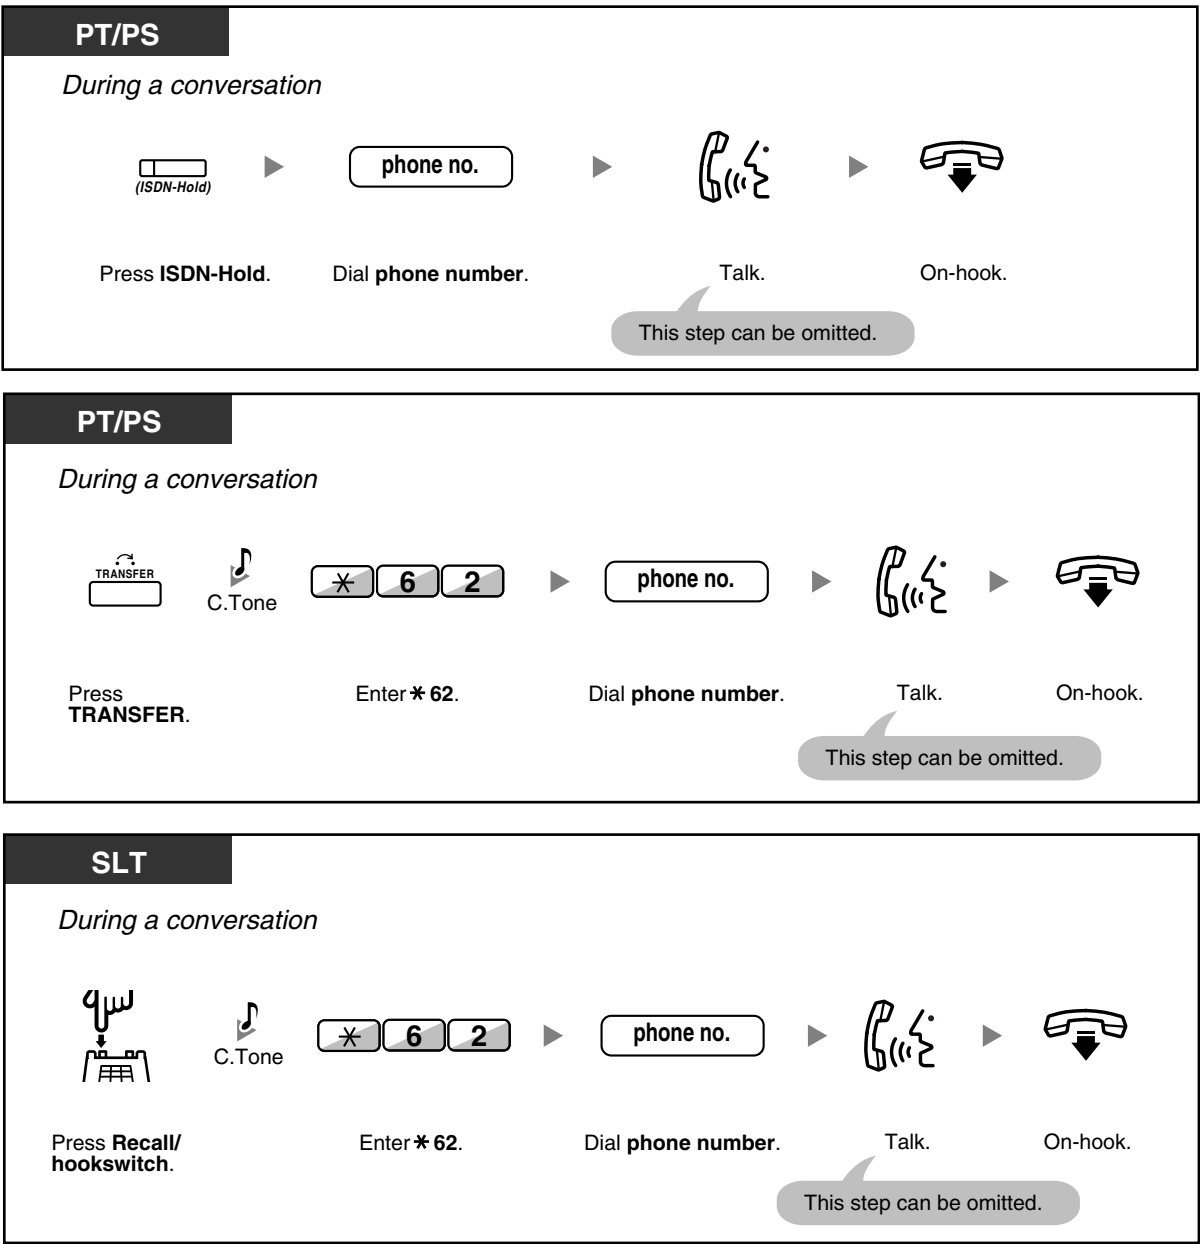 PT/PS
During a conversation
(ISDN-Hold)
phone no.
Press ISDN-Hold.
Dial phone number.
Talk.
On-hook.
This step can be omitted.
PT/PS
During a conversation
TRANSFER
C.Tone
* 6 2
phone no.
Press
TRANSFER.
Enter * 62.
Dial phone number.
Talk.
On-hook.
This step can be omitted.
SLT
During a conversation
C.Tone
* 6 2
phone no.
Press Recall/
hookswitch.
Enter * 62.
Dial phone number.
Talk.
On-hook.
This step can be omitted.